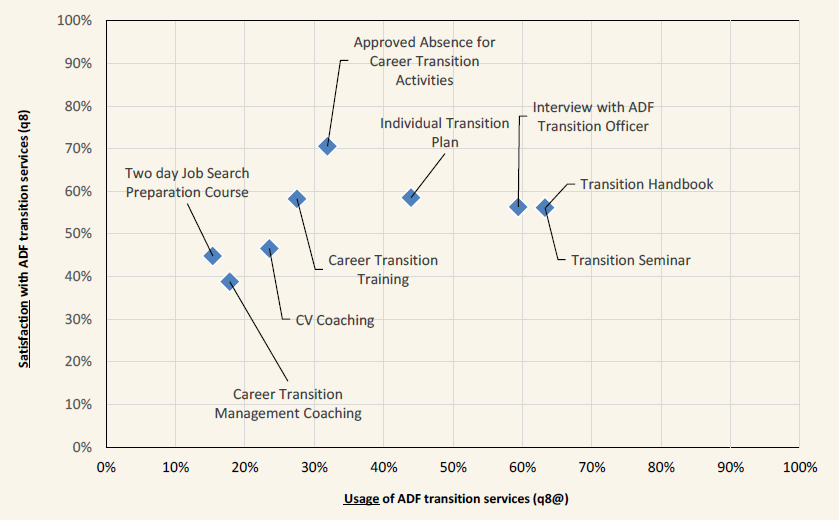 100%
90%
80%
70%
60%
50%
40%
30%
20%
10%
0%
Satisfaction with ADF transition services (q8)
Approved Absence for
Career Transition
Activities
Interview with ADF
Transition Officer
Individual Transition
Plan
Two day Job Search
Preparation Course
Transition Handbook
Career Transition
Training
Transition Seminar
CV Coaching
Career Transition
Management Coaching
0% 10% 20% 30% 40% 50% 60% 70% 80% 90% 100%
Usage of ADF transition services (q8@)